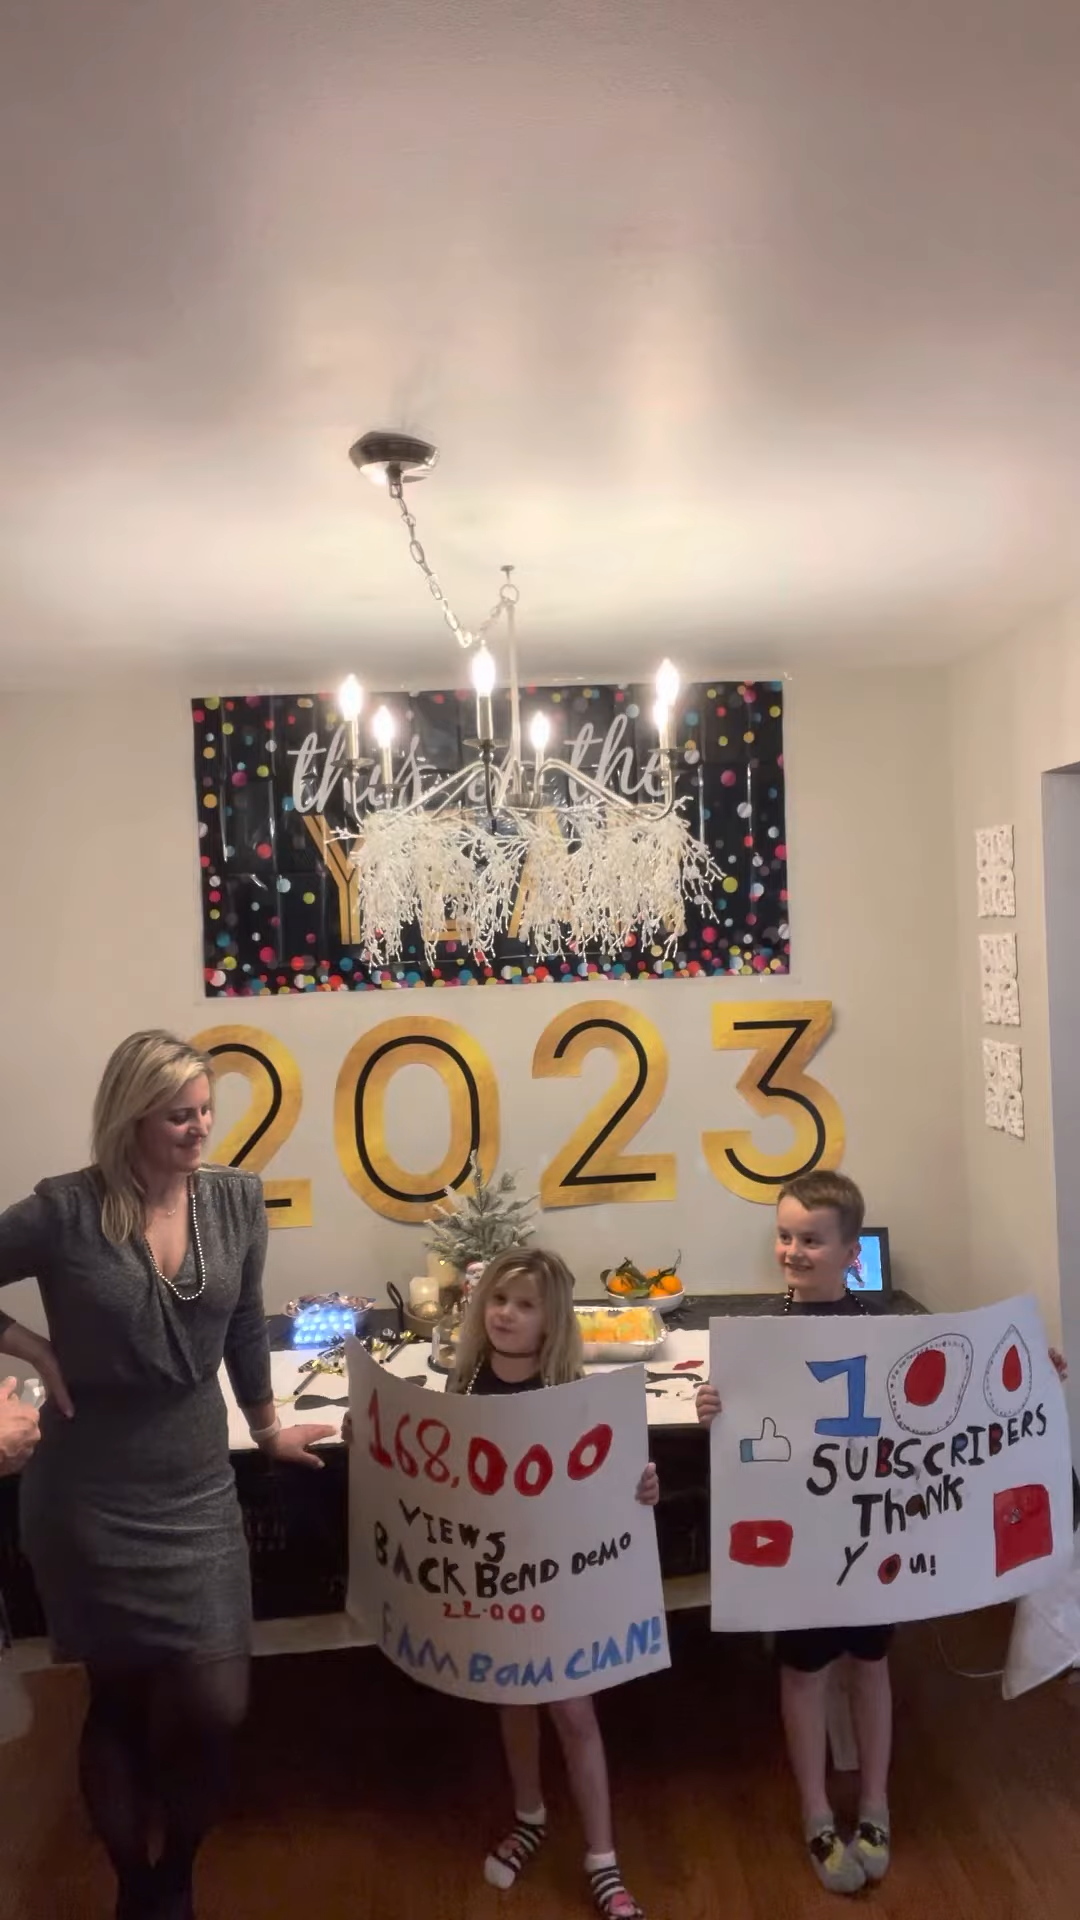 this is the
YEAR
2023
168,000
VIEWS
BACK BeND DeMo
22.000
FAM BaM CIAN!
100
SUBSCRIBERS
ThaNK
You!